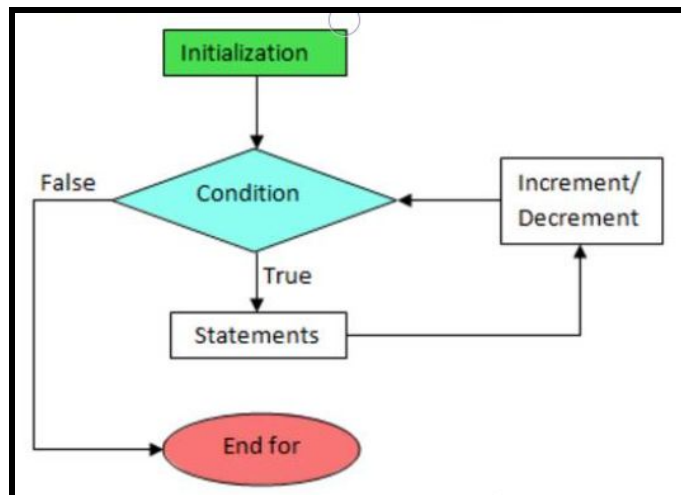 Initialization
False
Condition
Increment/
Decrement
True
Statements
End for